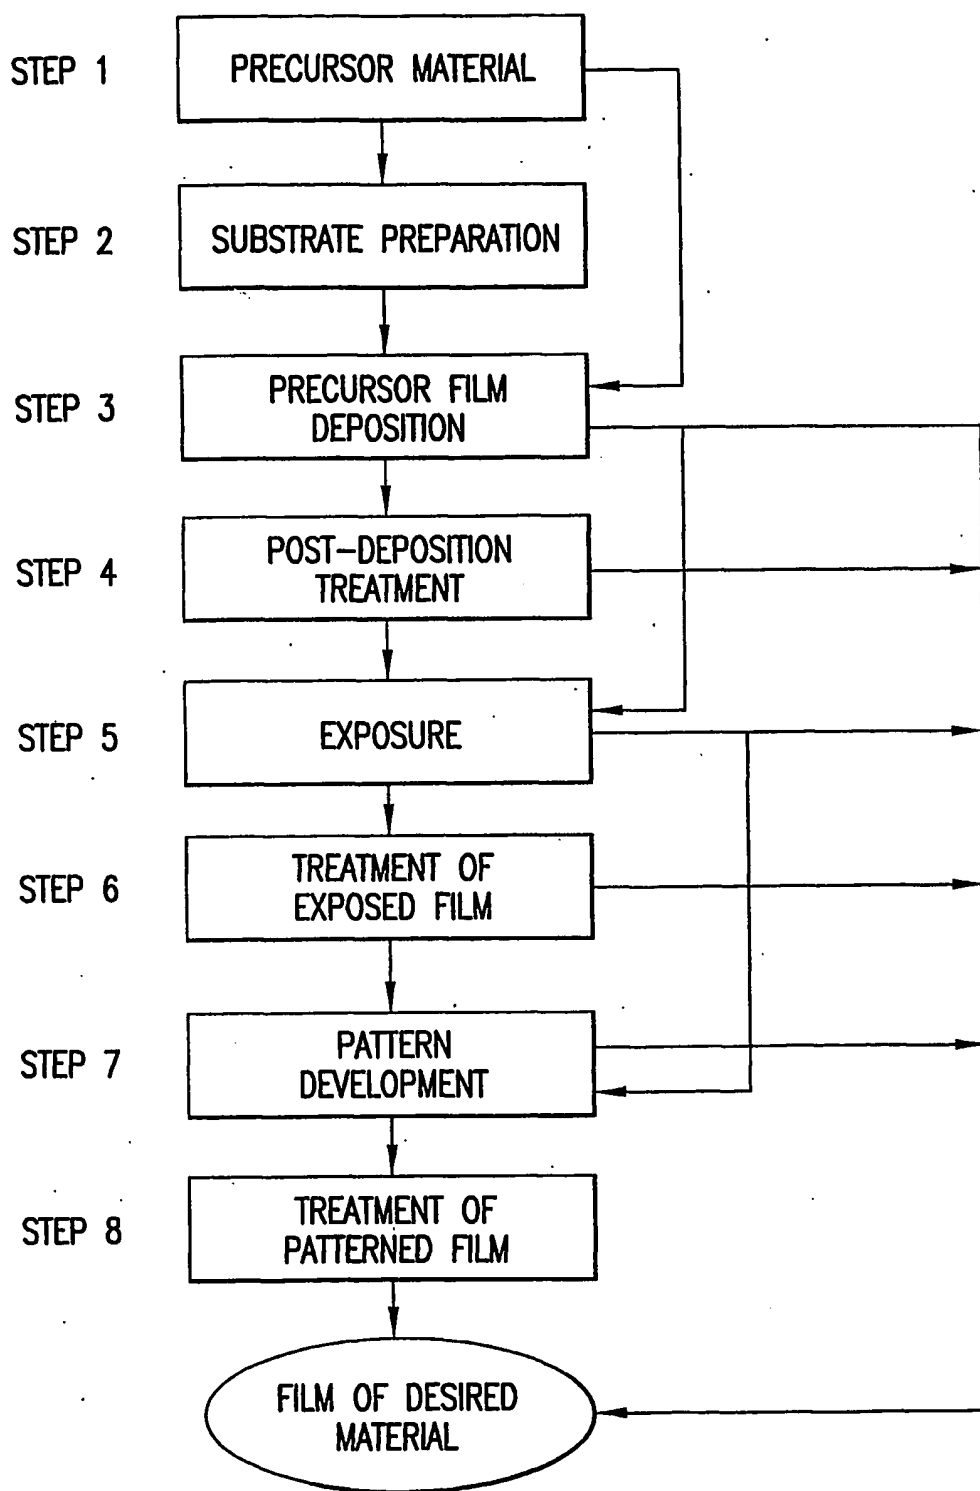 STEP 1
PRECURSOR MATERIAL
STEP 2
SUBSTRATE PREPARATION
STEP 3
PRECURSOR FILM
DEPOSITION
STEP 4
POST-DEPOSITION
TREATMENT
STEP 5
EXPOSURE
STEP 6
TREATMENT OF
EXPOSED FILM
STEP 7
PATTERN
DEVELOPMENT
STEP 8
TREATMENT OF
PATTERNED FILM
FILM OF DESIRED
MATERIAL